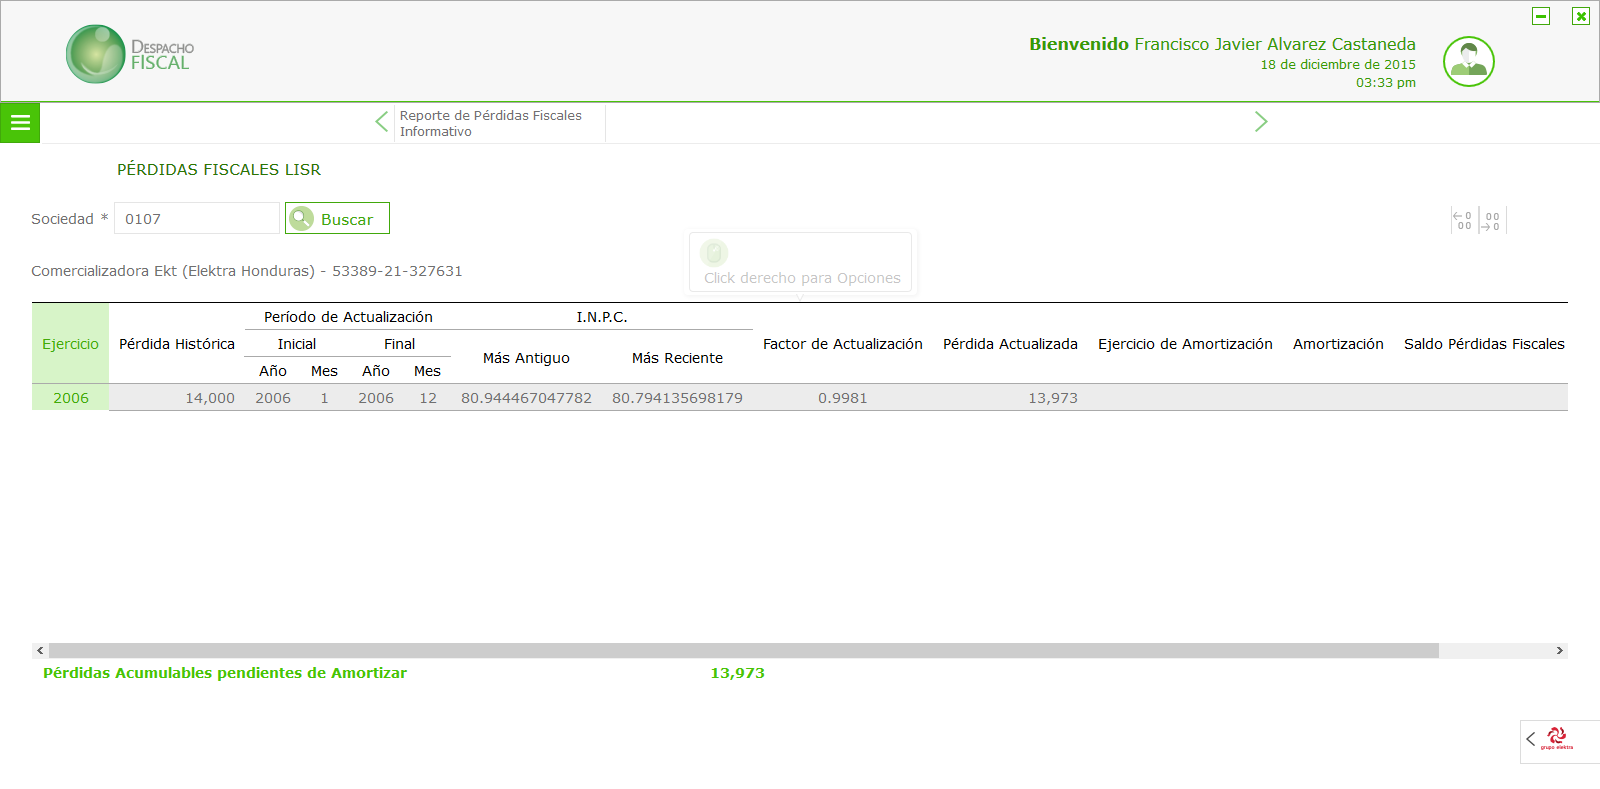 DESPACHO
FISCAL
Bienvenido Francisco Javier Alvarez Castaneda
18 de diciembre de 2015
03:33 pm
Reporte de Pérdidas Fiscales
Informativo
PÉRDIDAS FISCALES LISR
Sociedad * 0107 Buscar
←0 00
00 →0
Click derecho para Opciones
Comercializadora Ekt (Elektra Honduras) - 53389-21-327631
Período de Actualización I.N.P.C.
Ejercicio Pérdida Histórica Inicial Final Más Antiguo Más Reciente Factor de Actualización Pérdida Actualizada Ejercicio de Amortización Amortización Saldo Pérdidas Fiscales
Año Mes Año Mes
2006 14,000 2006 1 2006 12 80.944467047782 80.794135698179 0.9981 13,973
Pérdidas Acumulables pendientes de Amortizar 13,973
grupo elektra